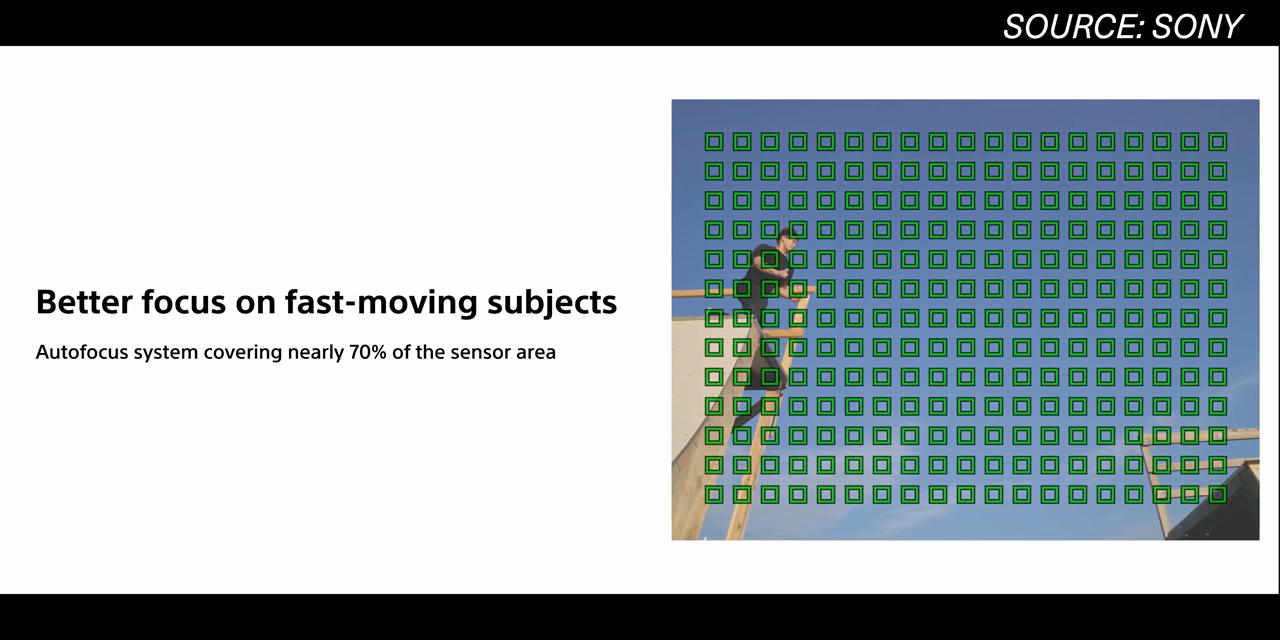 SOURCE: SONY
Better focus on fast-moving subjects
Autofocus system covering nearly 70% of the sensor area